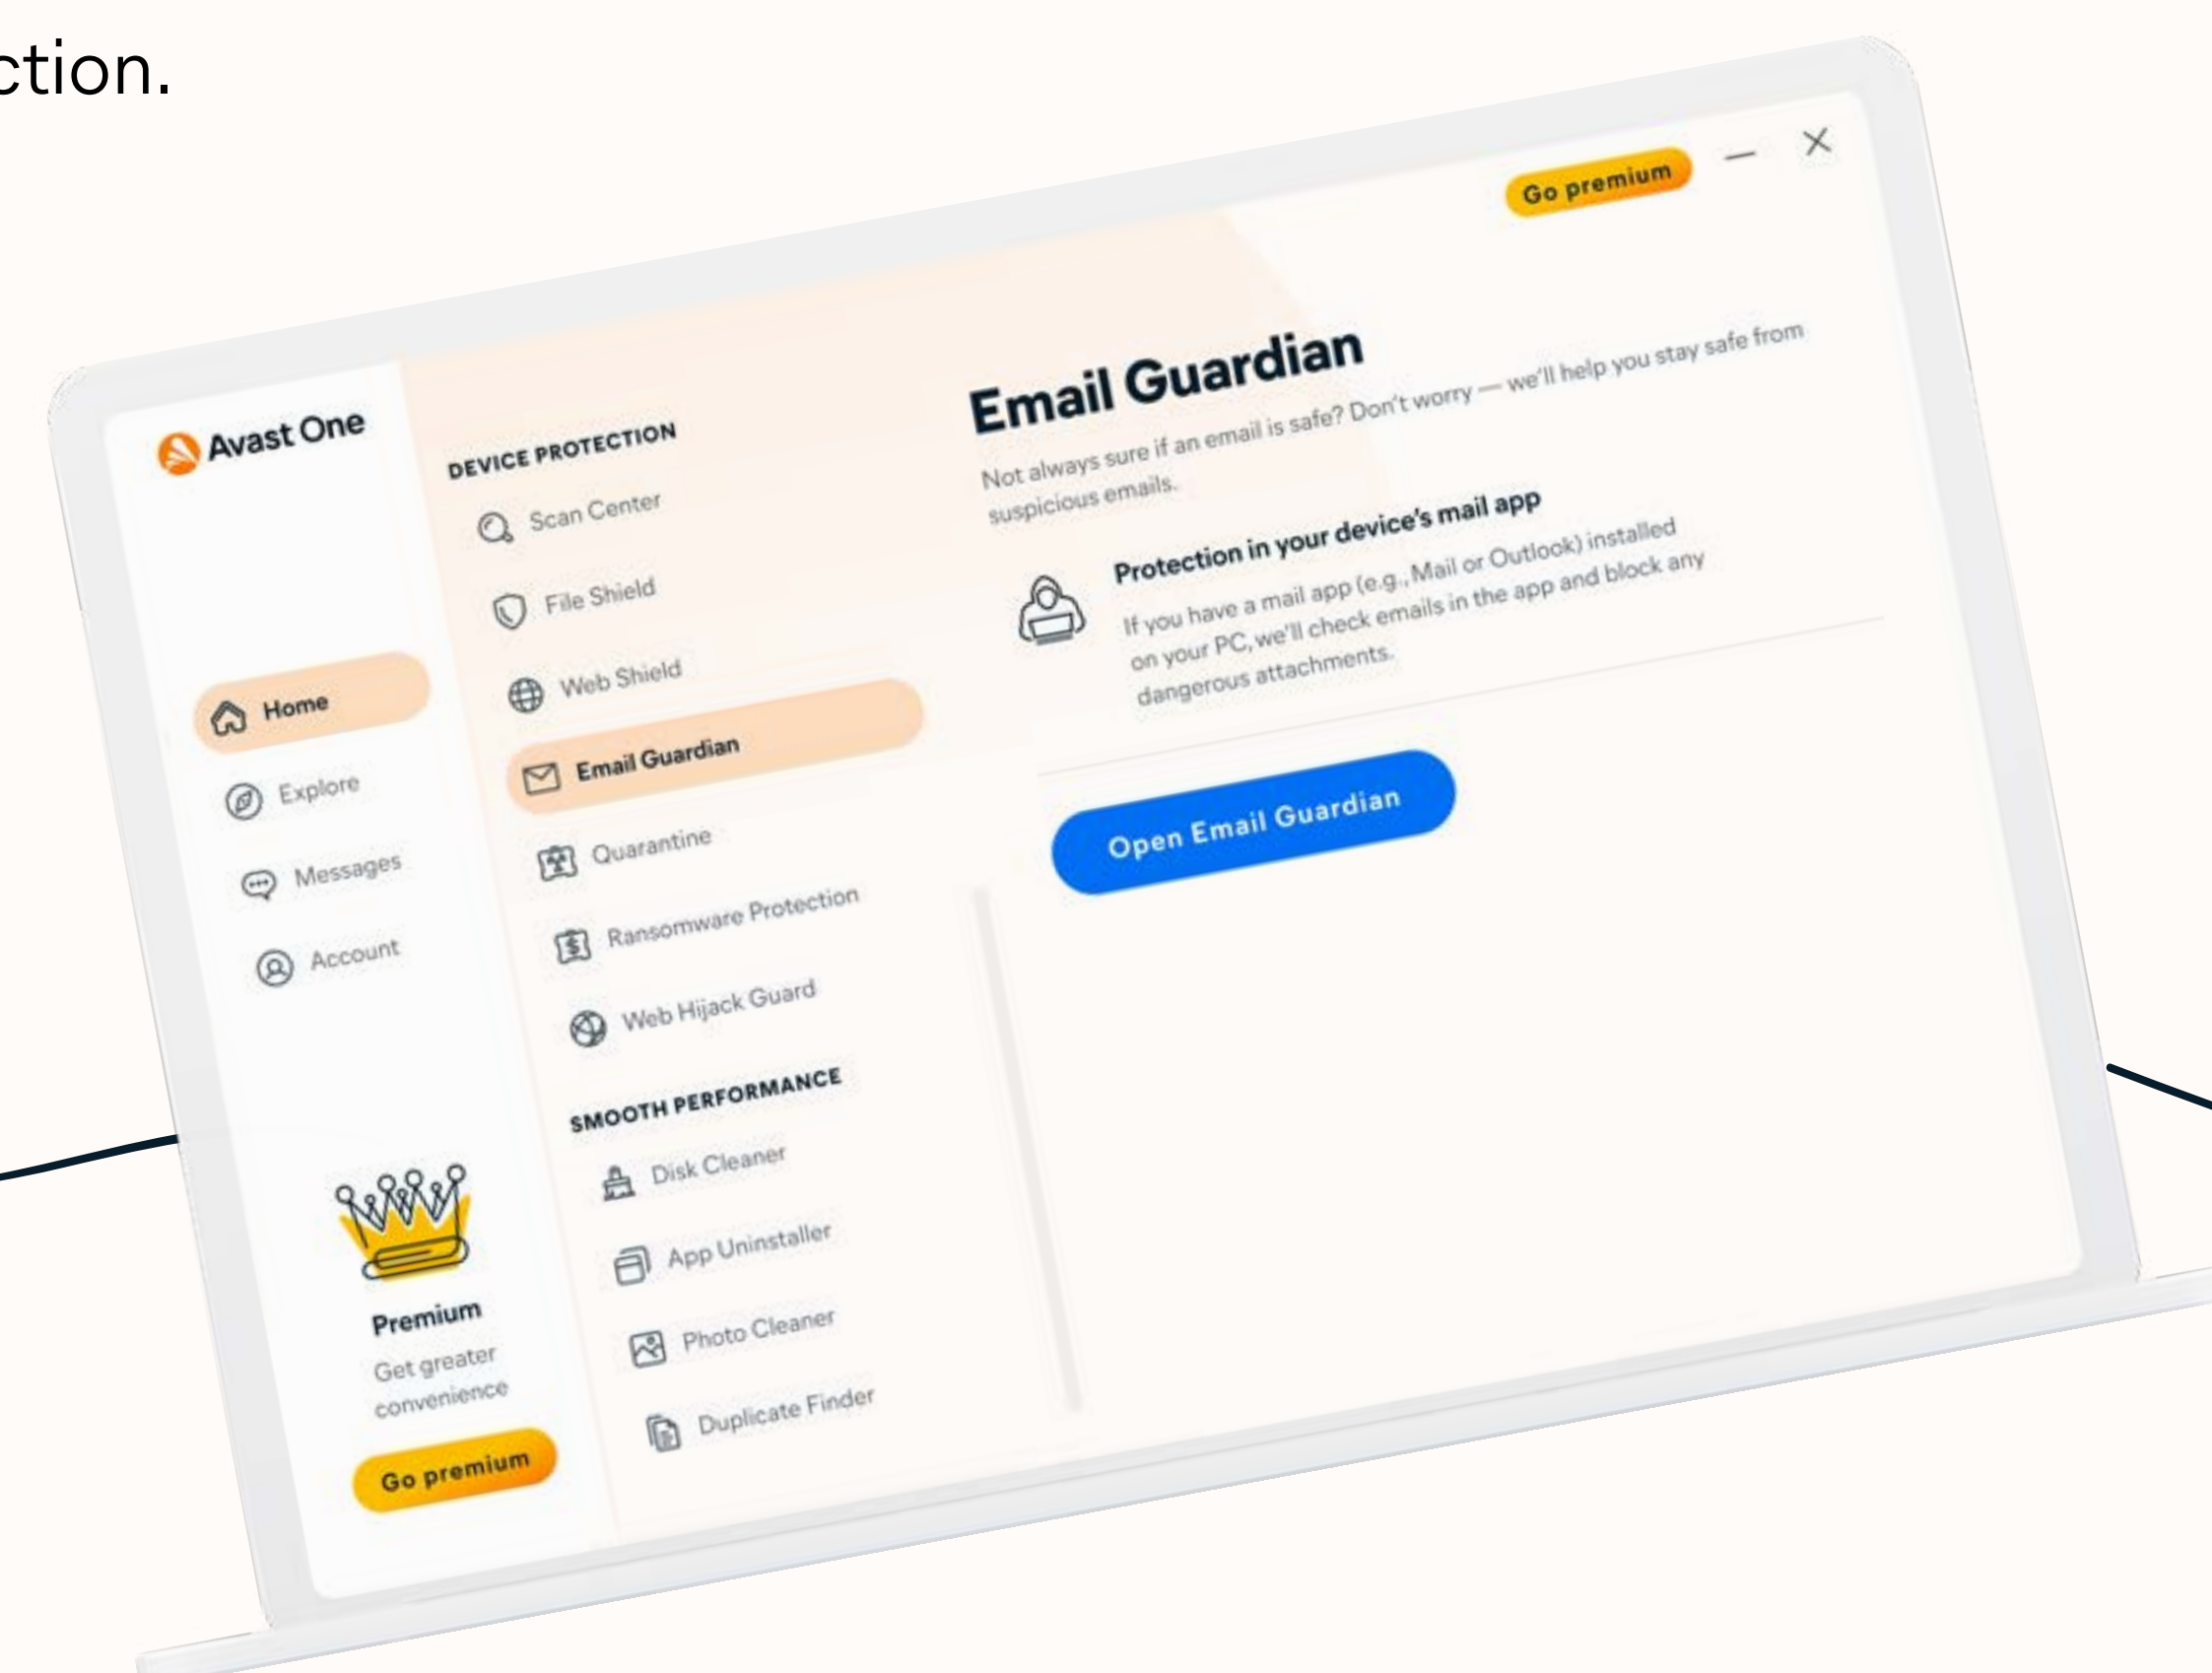 ction.
Go premium
Avast One
Home
Explore
Messages
Account
Premium
Get greater
convenience
Go premium
DEVICE PROTECTION
Scan Center
File Shield
Web Shield
Email Guardian
Quarantine
Ransomware Protection
Web Hijack Guard
SMOOTH PERFORMANCE
Disk Cleaner
App Uninstaller
Photo Cleaner
Duplicate Finder
Email Guardian
Not always sure if an email is safe? Don't worry — we'll help you stay safe from
suspicious emails.
Protection in your device's mail app
If you have a mail app (e.g., Mail or Outlook) installed
on your PC, we'll check emails in the app and block any
dangerous attachments.
Open Email Guardian